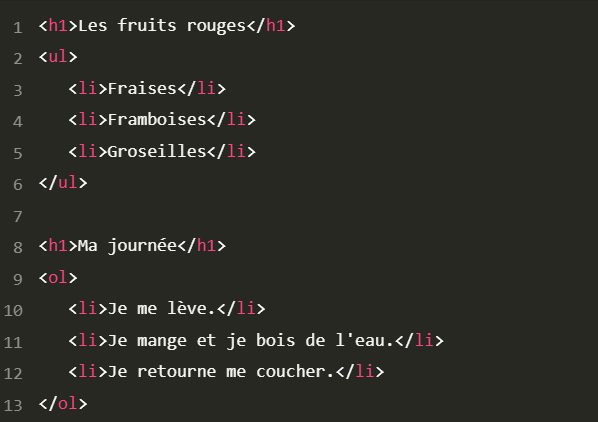 1 <h1>Les fruits rouges</h1>
2 <ul>
3 <li>Fraises</li>
4 <li>Framboises</li>
5 <li>Groseilles</li>
6 </ul>
7
8 <h1>Ma journée</h1>
9 <ol>
10 <li>Je me lève.</li>
11 <li>Je mange et je bois de l'eau.</li>
12 <li>Je retourne me coucher.</li>
13 </ol>